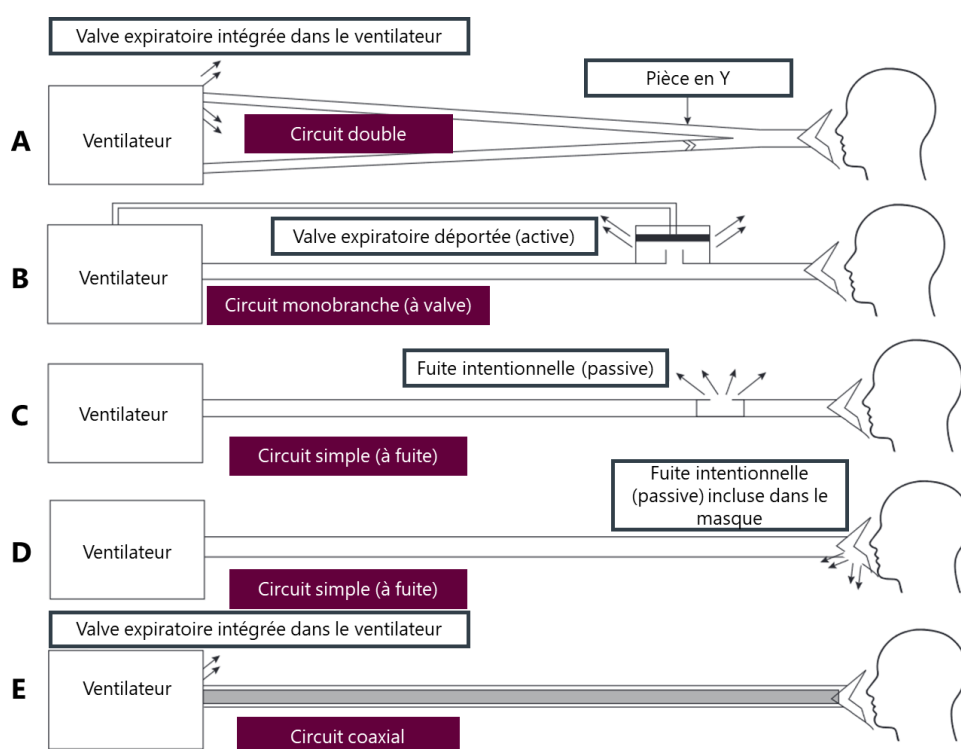 Valve expiratoire intégrée dans le ventilateur
Pièce en Y
A
Ventilateur
Circuit double
Valve expiratoire déportée (active)
B
Ventilateur
Circuit monobranche (à valve)
Fuite intentionnelle (passive)
C
Ventilateur
Circuit simple (à fuite)
Fuite intentionnelle
(passive) incluse dans le
masque
D
Ventilateur
Circuit simple (à fuite)
Valve expiratoire intégrée dans le ventilateur
E
Ventilateur
Circuit coaxial